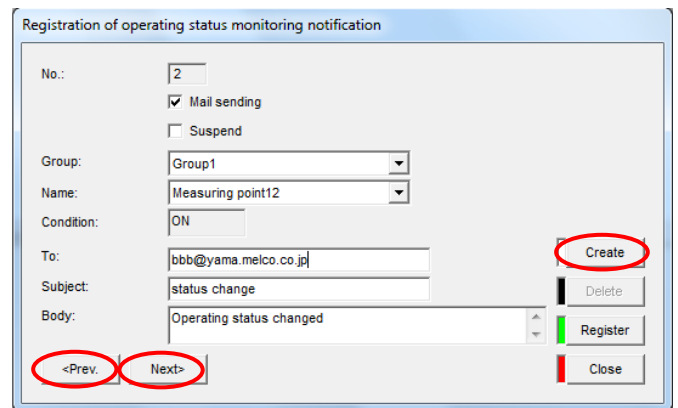 Registration of operating status monitoring notification
No.: 2
Mail sending
Suspend
Group: Group1
Name: Measuring point12
Condition: ON
To: bbb@yama.melco.co.jp
Create
Subject: status change
Delete
Body: Operating status changed
Register
<Prev. Next> Close